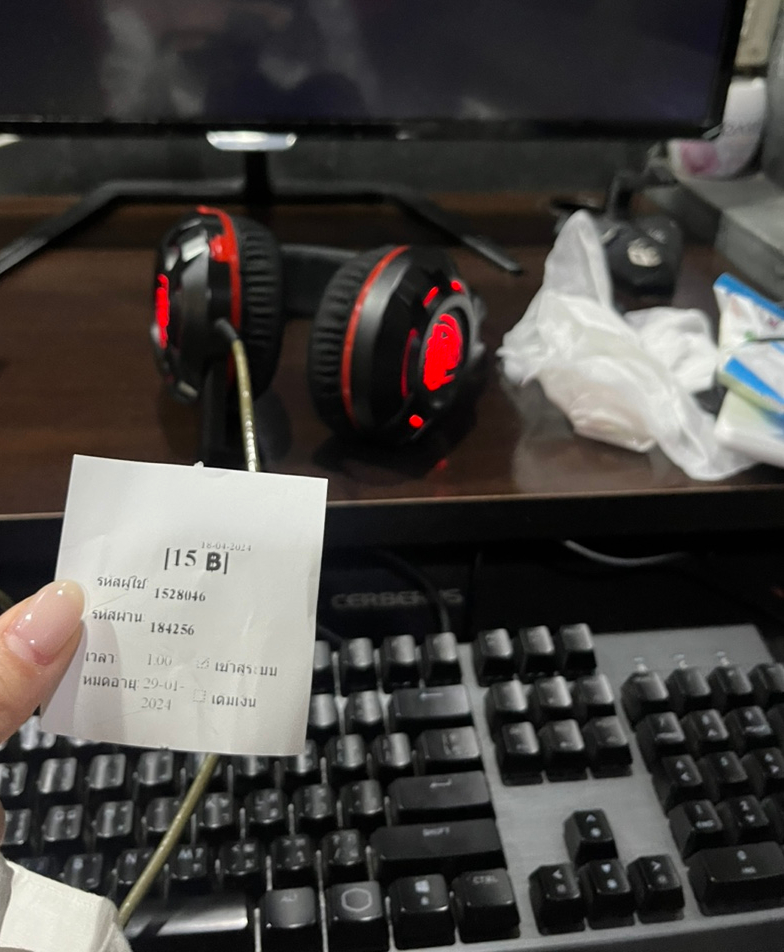 18-04-2024
|15 B|
รหัสผู้ใช้: 1528046
รหัสผ่าน: 184256
เวลา: 1.00
เข้าสู่ระบบ
หมดอายุ: 29-01-2024
เติมเงิน
CERBERUS
SHIFT
ALT
CTRL